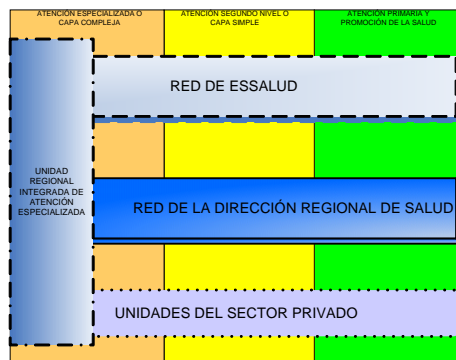 ATENCIÓN ESPECIALIZADA O
CAPA COMPLEJA
ATENCIÓN SEGUNDO NIVEL O
CAPA SIMPLE
ATENCIÓN PRIMARIA Y
PROMOCIÓN DE LA SALUD
RED DE ESSALUD
UNIDAD
REGIONAL
INTEGRADA DE
ATENCIÓN
ESPECIALIZADA
RED DE LA DIRECCIÓN REGIONAL DE SALUD
UNIDADES DEL SECTOR PRIVADO